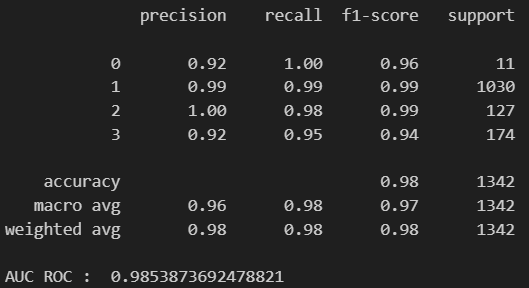 precision recall f1-score support
0 0.92 1.00 0.96 11
1 0.99 0.99 0.99 1030
2 1.00 0.98 0.99 127
3 0.92 0.95 0.94 174
accuracy 0.98 1342
macro avg 0.96 0.98 0.97 1342
weighted avg 0.98 0.98 0.98 1342
AUC ROC : 0.9853873692478821